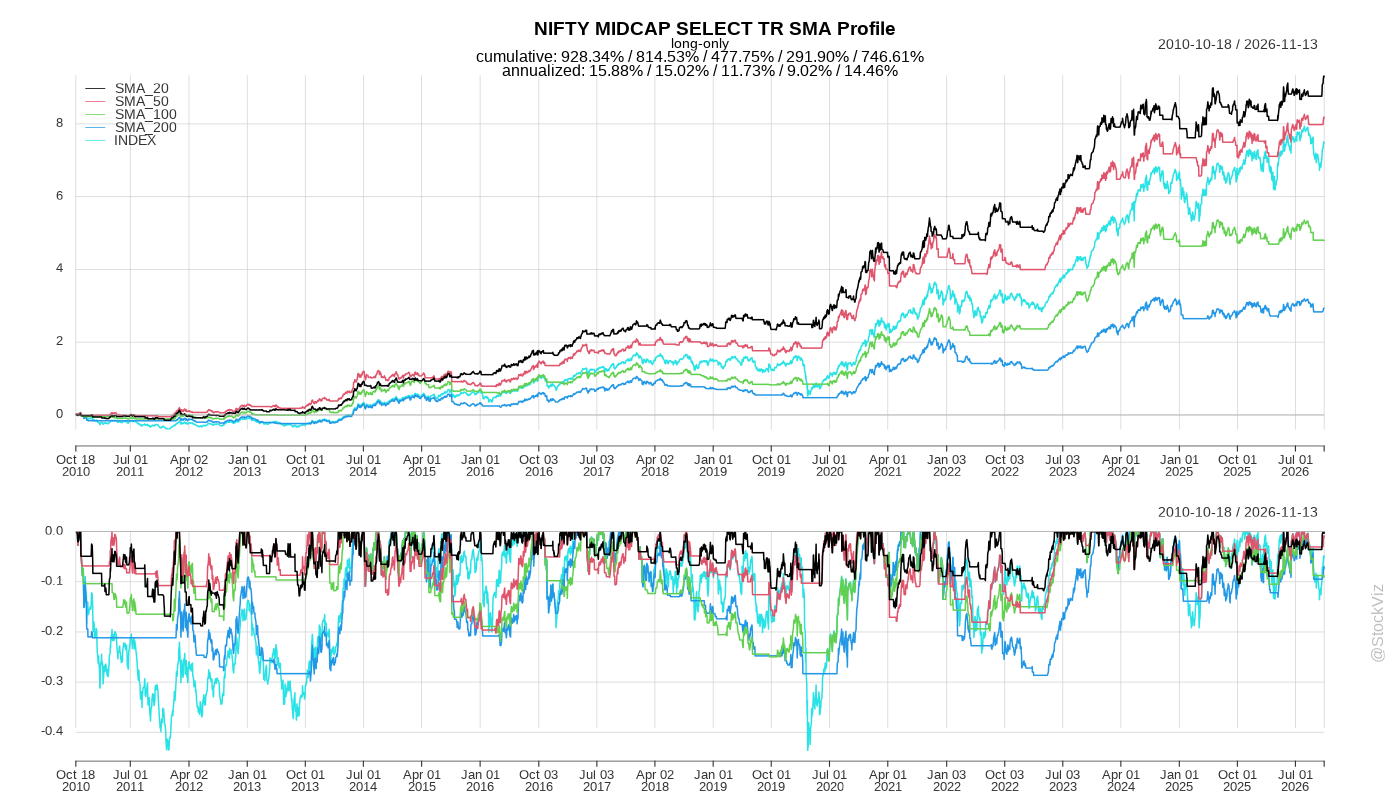 NIFTY MIDCAP SELECT TR SMA Profile
long-only
cumulative: 928.34% / 814.53% / 477.75% / 291.90% / 746.61%
annualized: 15.88% / 15.02% / 11.73% / 9.02% / 14.46%
2010-10-18 / 2026-11-13
SMA_20
SMA_50
SMA_100
SMA_200
INDEX
8
6
4
2
0
Oct 18 2010
Jul 01 2011
Apr 02 2012
Jan 01 2013
Oct 01 2013
Jul 01 2014
Apr 01 2015
Jan 01 2016
Oct 03 2016
Jul 03 2017
Apr 02 2018
Jan 01 2019
Oct 01 2019
Jul 01 2020
Apr 01 2021
Jan 03 2022
Oct 03 2022
Jul 03 2023
Apr 01 2024
Jan 01 2025
Oct 01 2025
Jul 01 2026
2010-10-18 / 2026-11-13
0.0
-0.1
-0.2
-0.3
-0.4
Oct 18 2010
Jul 01 2011
Apr 02 2012
Jan 01 2013
Oct 01 2013
Jul 01 2014
Apr 01 2015
Jan 01 2016
Oct 03 2016
Jul 03 2017
Apr 02 2018
Jan 01 2019
Oct 01 2019
Jul 01 2020
Apr 01 2021
Jan 03 2022
Oct 03 2022
Jul 03 2023
Apr 01 2024
Jan 01 2025
Oct 01 2025
Jul 01 2026
@StockViz